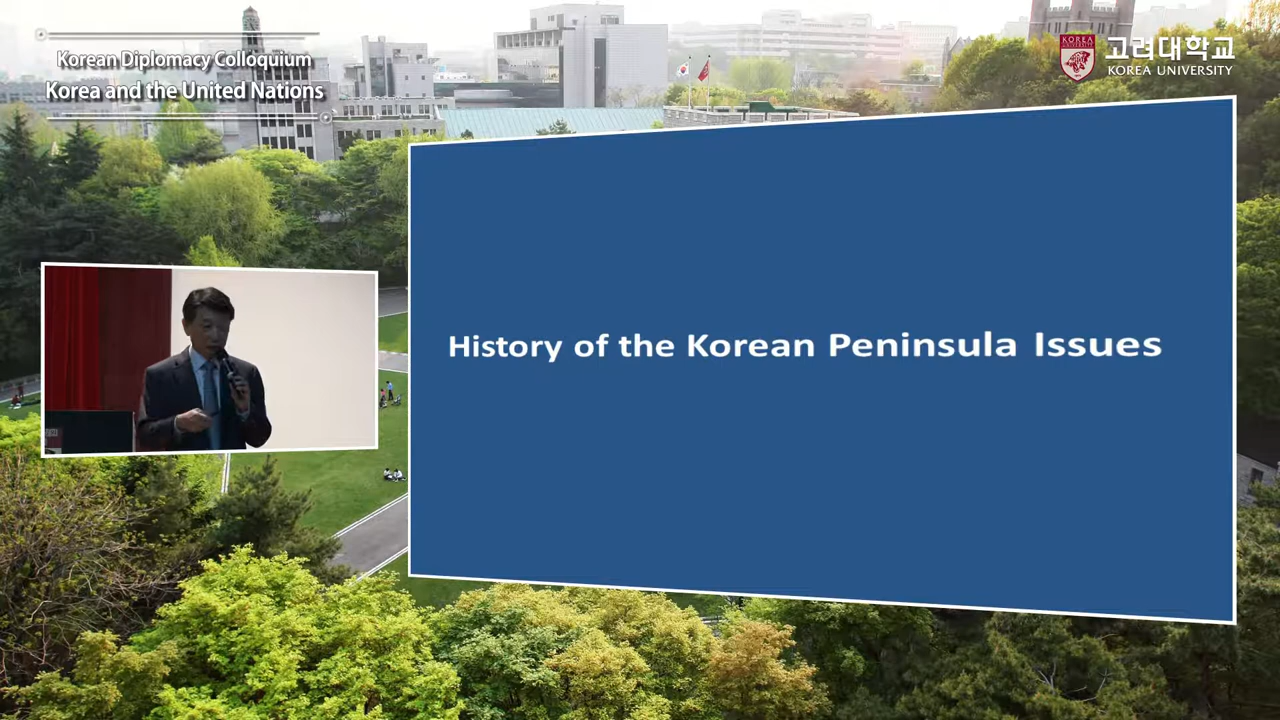 Korean Diplomacy Colloquium
Korea and the United Nations
KOREA
고려대학교
KOREA UNIVERSITY
History of the Korean Peninsula Issues